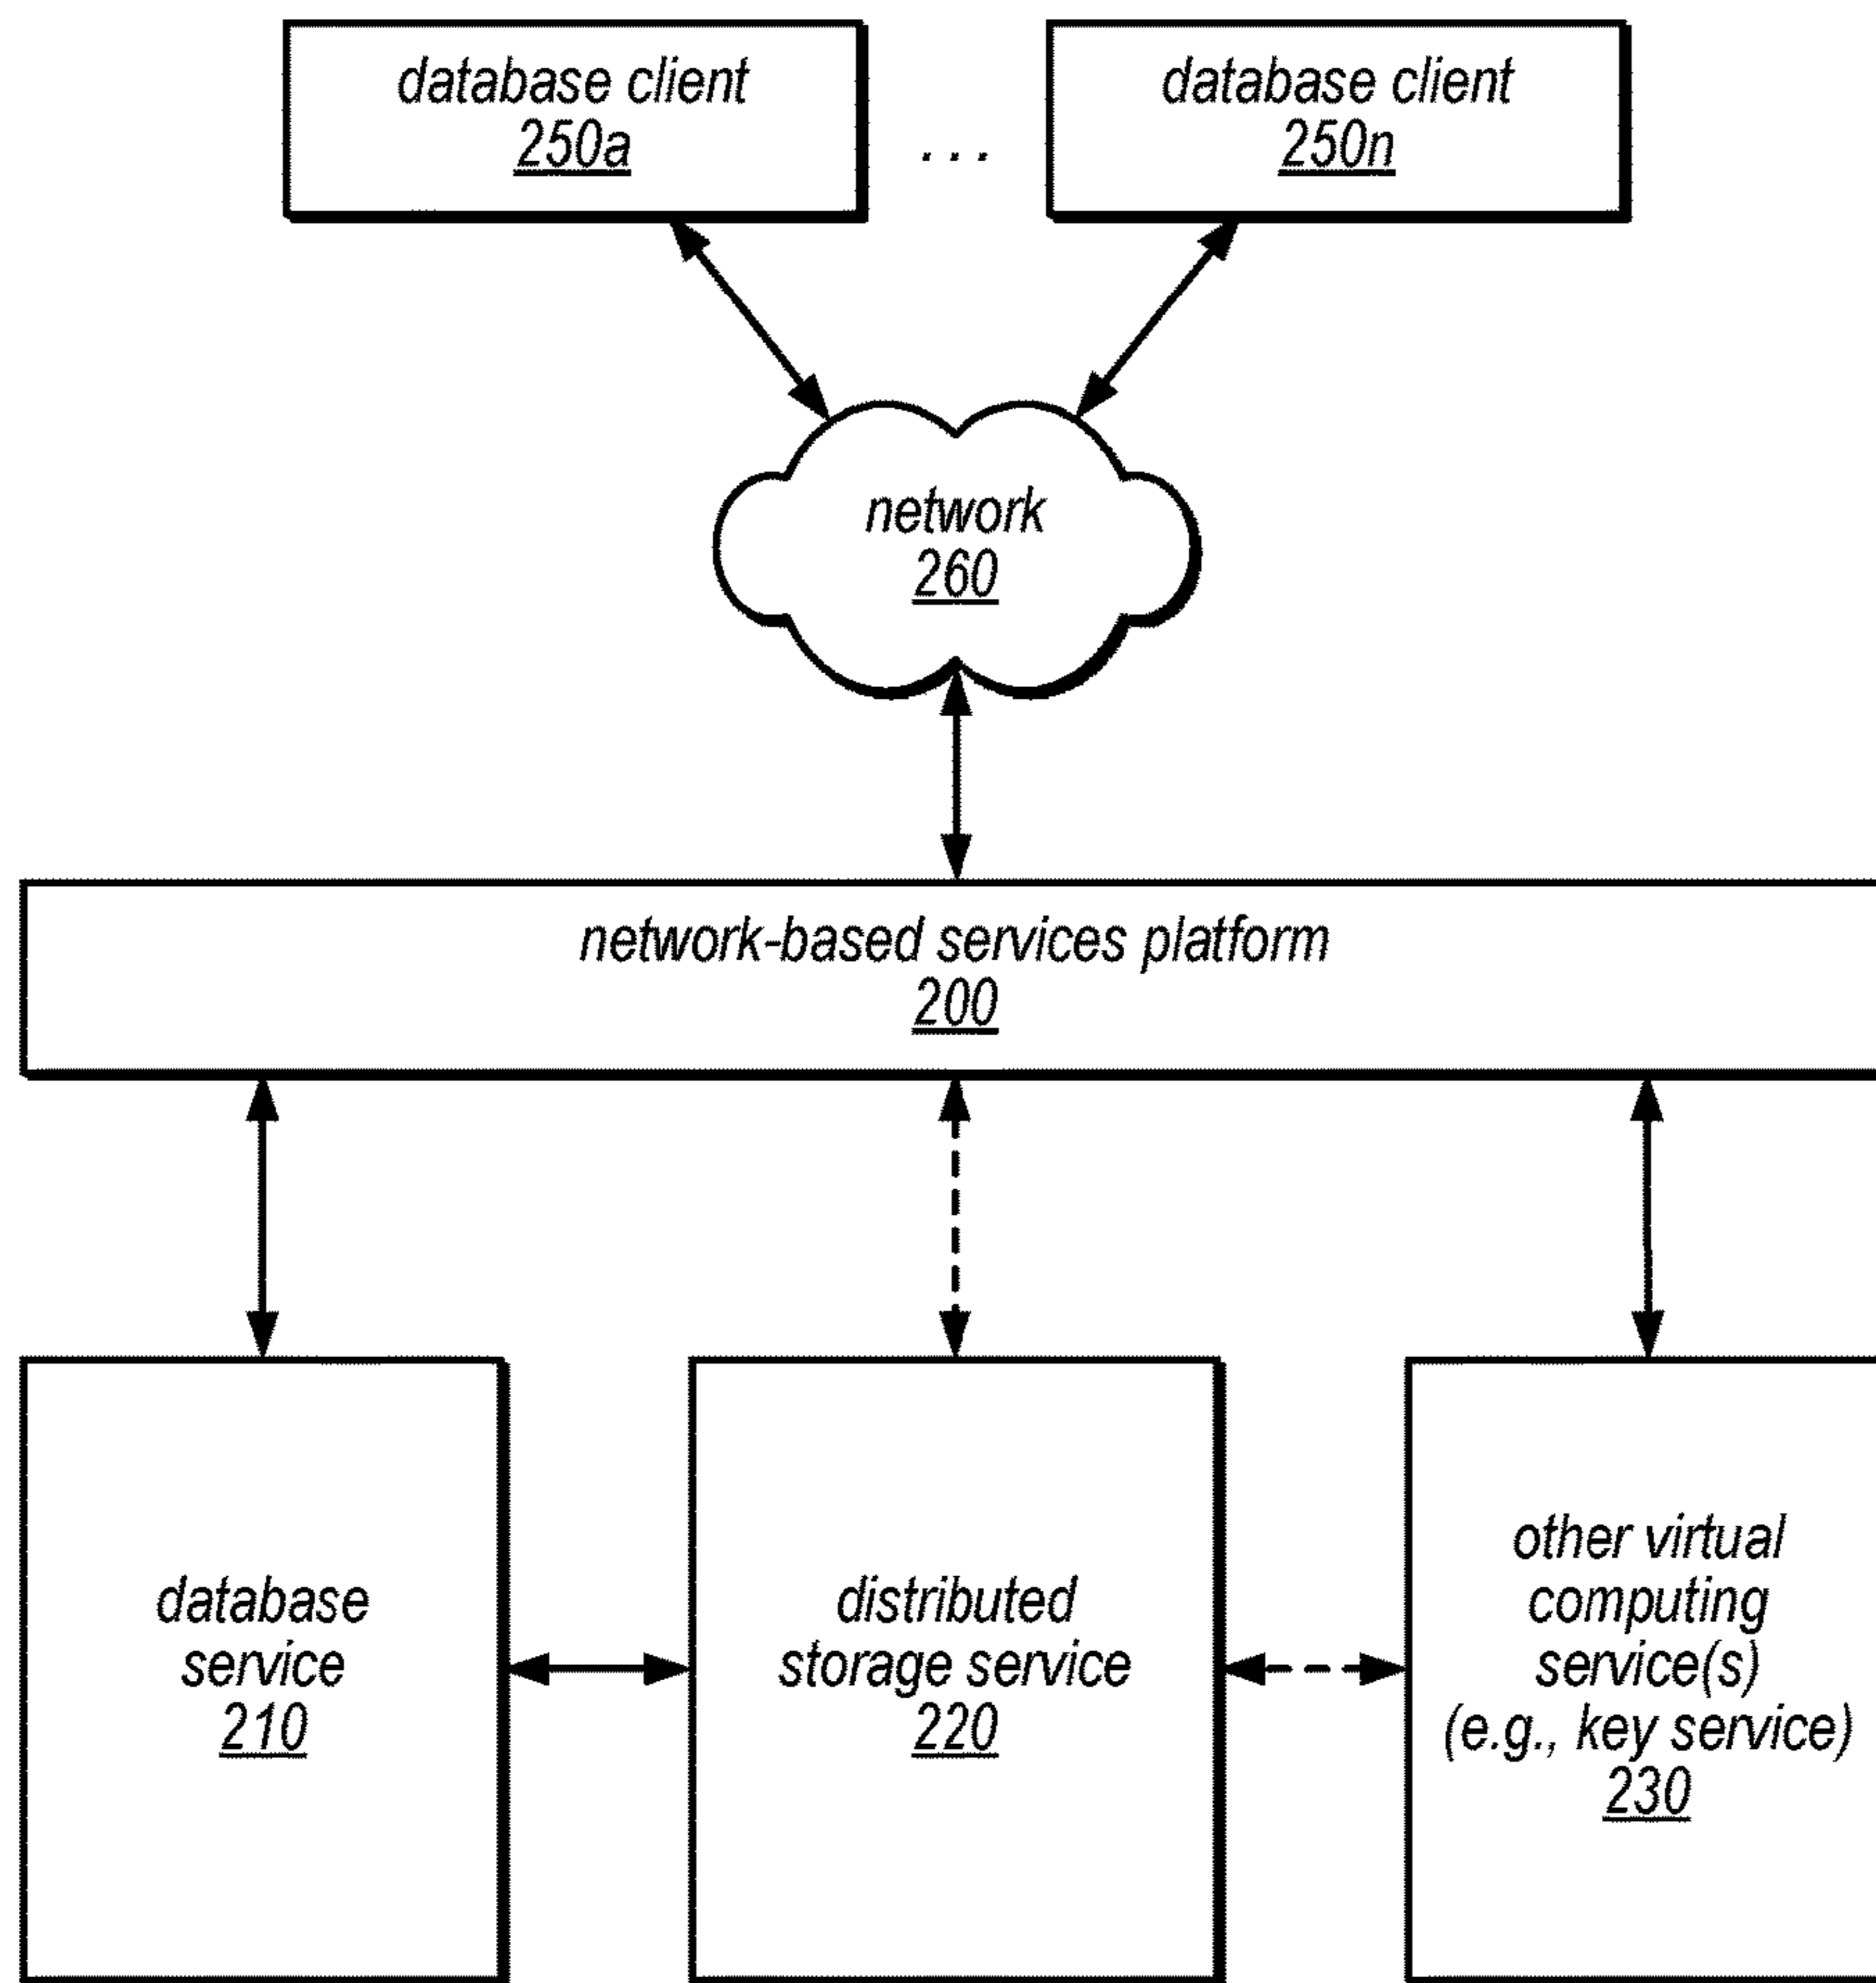 database client
250a
. . .
database client
250n
network
260
network-based services platform
200
database
service
210
distributed
storage service
220
other virtual
computing
service(s)
(e.g., key service)
230